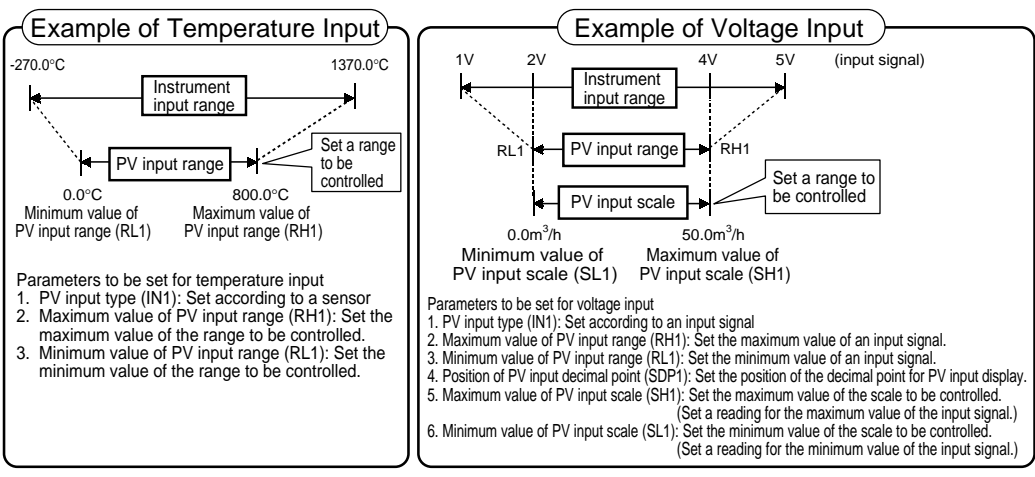 Example of Temperature Input
-270.0°C
1370.0°C
Instrument
input range
PV input range
Set a range
to be
controlled
0.0°C
800.0°C
Minimum value of
PV input range (RL1)
Maximum value of
PV input range (RH1)
Parameters to be set for temperature input
1. PV input type (IN1): Set according to a sensor
2. Maximum value of PV input range (RH1): Set the
maximum value of the range to be controlled.
3. Minimum value of PV input range (RL1): Set the
minimum value of the range to be controlled.
Example of Voltage Input
1V
2V
4V
5V
(input signal)
Instrument
input range
RL1
PV input range
RH1
PV input scale
Set a range to
be controlled
0.0m³/h
50.0m³/h
Minimum value of
PV input scale (SL1)
Maximum value of
PV input scale (SH1)
Parameters to be set for voltage input
1. PV input type (IN1): Set according to an input signal
2. Maximum value of PV input range (RH1): Set the maximum value of an input signal.
3. Minimum value of PV input range (RL1): Set the minimum value of an input signal.
4. Position of PV input decimal point (SDP1): Set the position of the decimal point for PV input display.
5. Maximum value of PV input scale (SH1): Set the maximum value of the scale to be controlled.
(Set a reading for the maximum value of the input signal.)
6. Minimum value of PV input scale (SL1): Set the minimum value of the scale to be controlled.
(Set a reading for the minimum value of the input signal.)